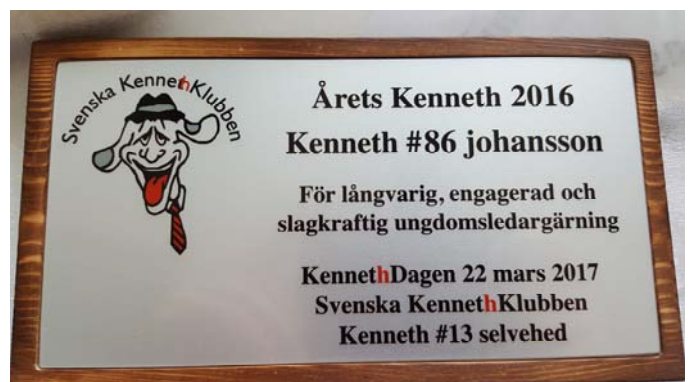 Svenska KennethKlubben
Årets Kenneth 2016
Kenneth #86 johansson
För långvarig, engagerad och
slagkraftig ungdomsledargärning
KennethDagen 22 mars 2017
Svenska KennethKlubben
Kenneth #13 selvehed